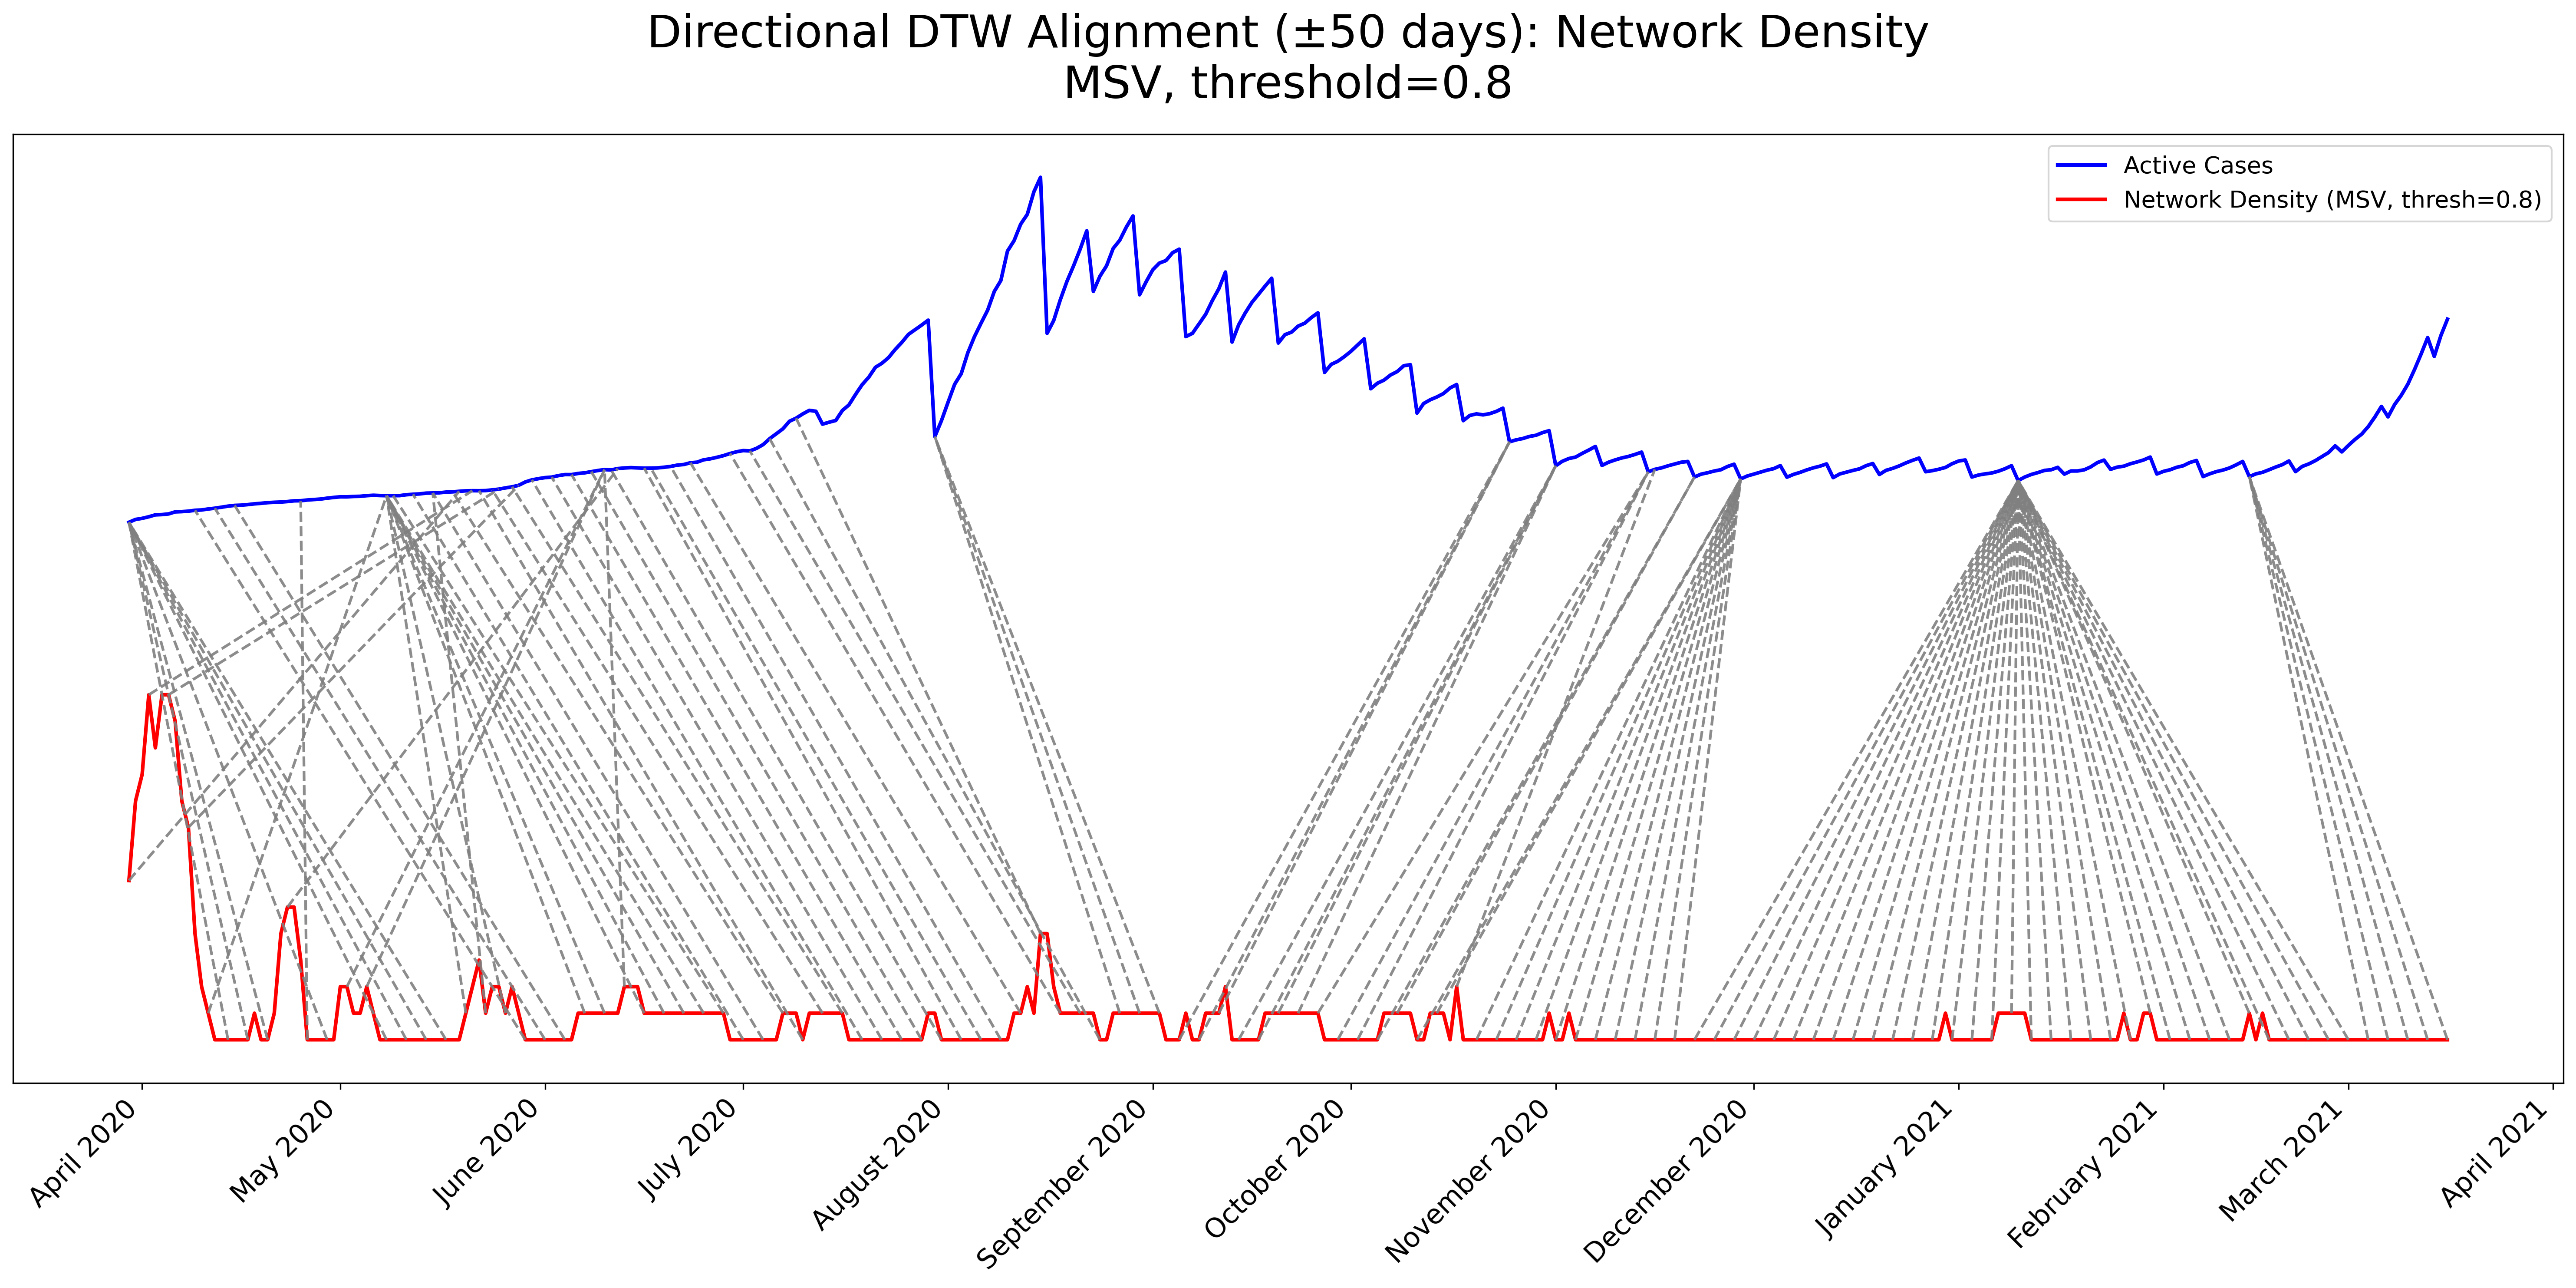 Directional DTW Alignment (±50 days): Network Density
MSV, threshold=0.8
Active Cases
Network Density (MSV, thresh=0.8)
April 2020
May 2020
June 2020
July 2020
August 2020
September 2020
October 2020
November 2020
December 2020
January 2021
February 2021
March 2021
April 2021